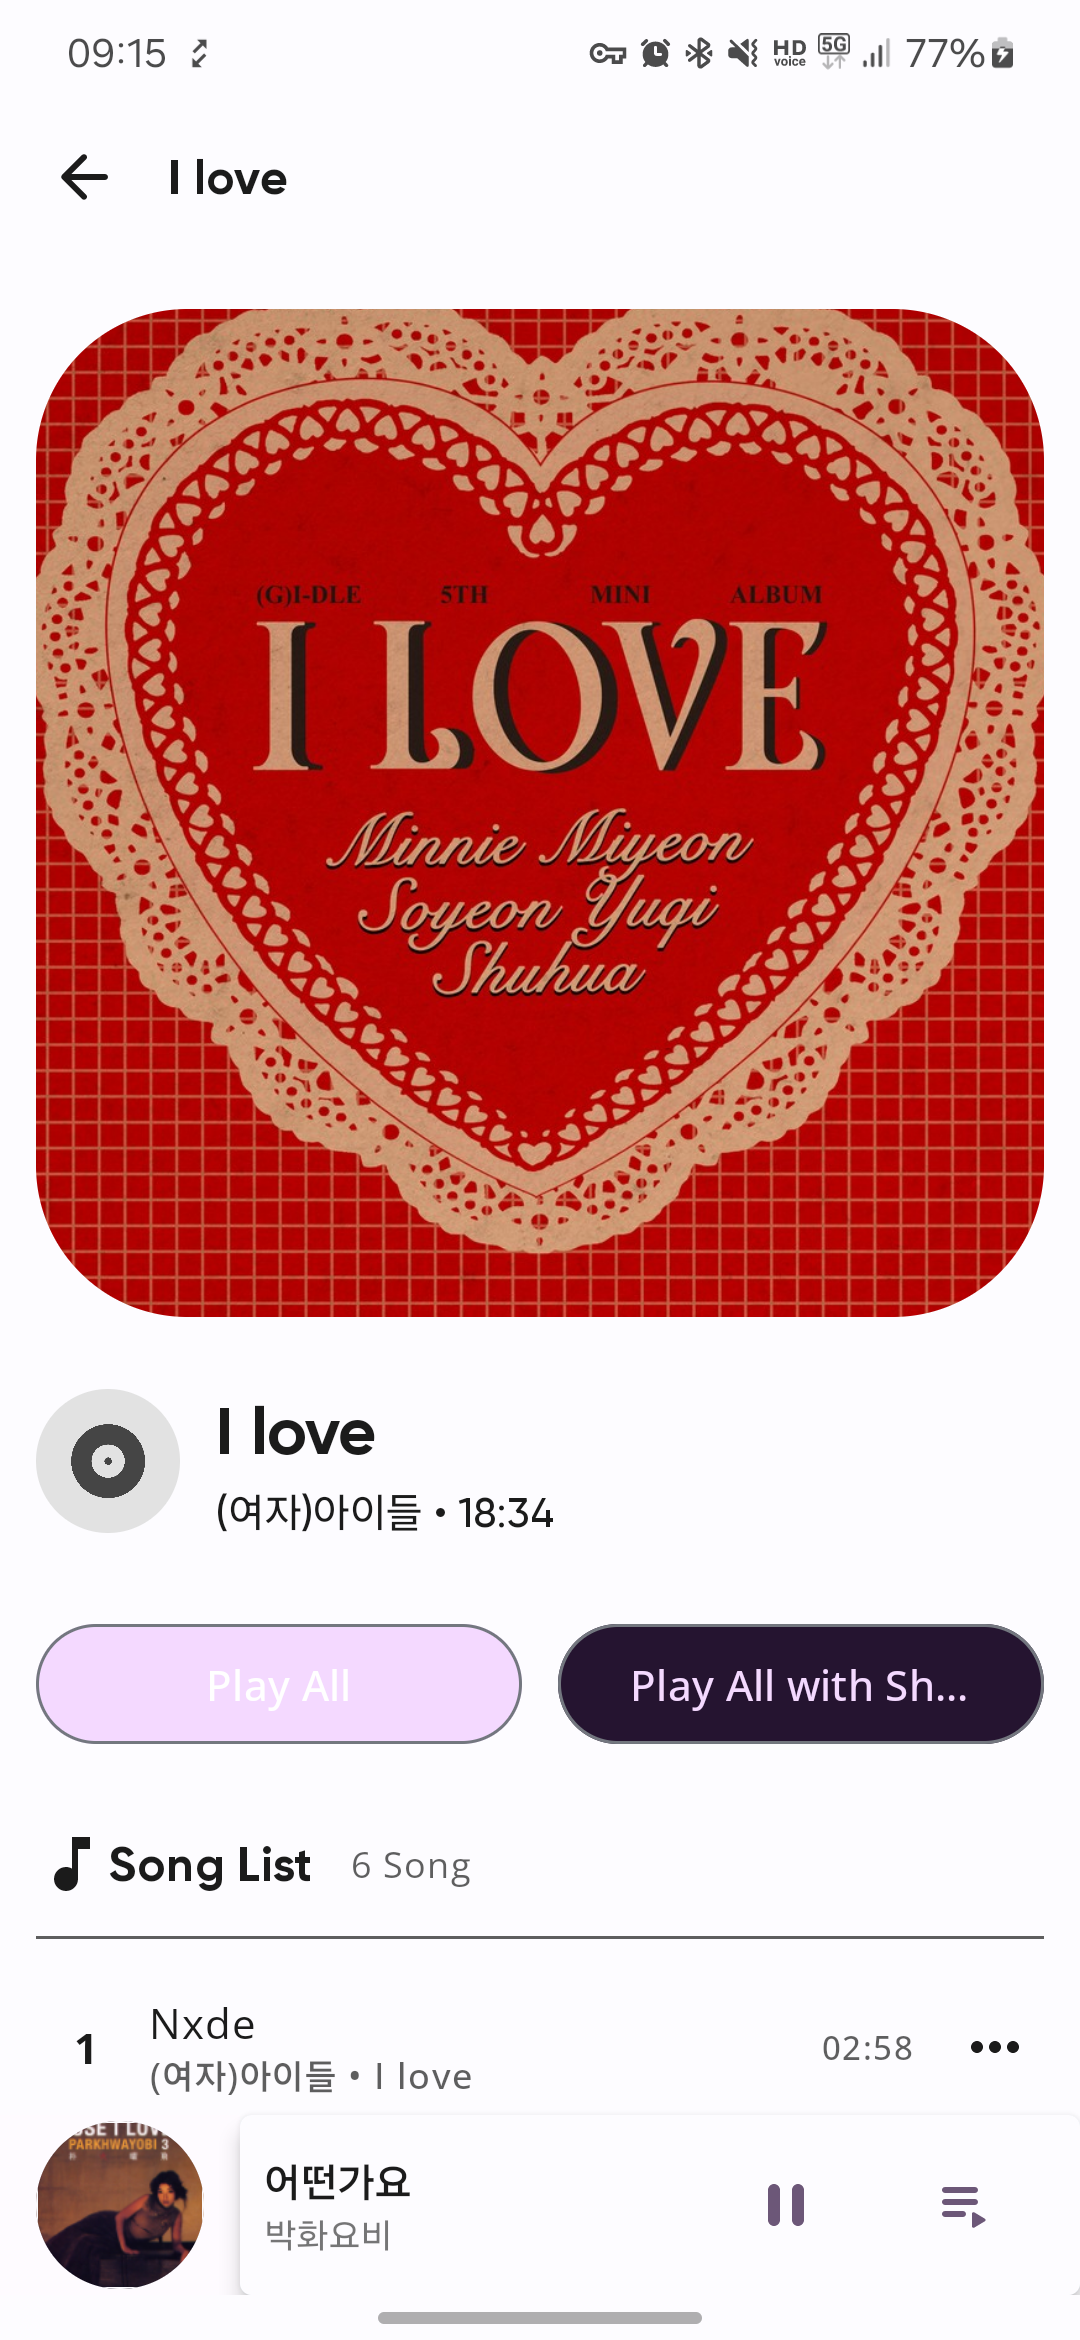 09:15
HD voice 5G 77%
I love
(G)I-DLE 5TH MINI ALBUM
I LOVE
Minnie Miyeon
Soyeon Yuqi
Shuhua
I love
(여자)아이들 • 18:34
Play All
Play All with Sh...
Song List 6 Song
1
Nxde
02:58
(여자)아이들 • I love
PARKHWAYOBI 3
어떤가요
박화요비